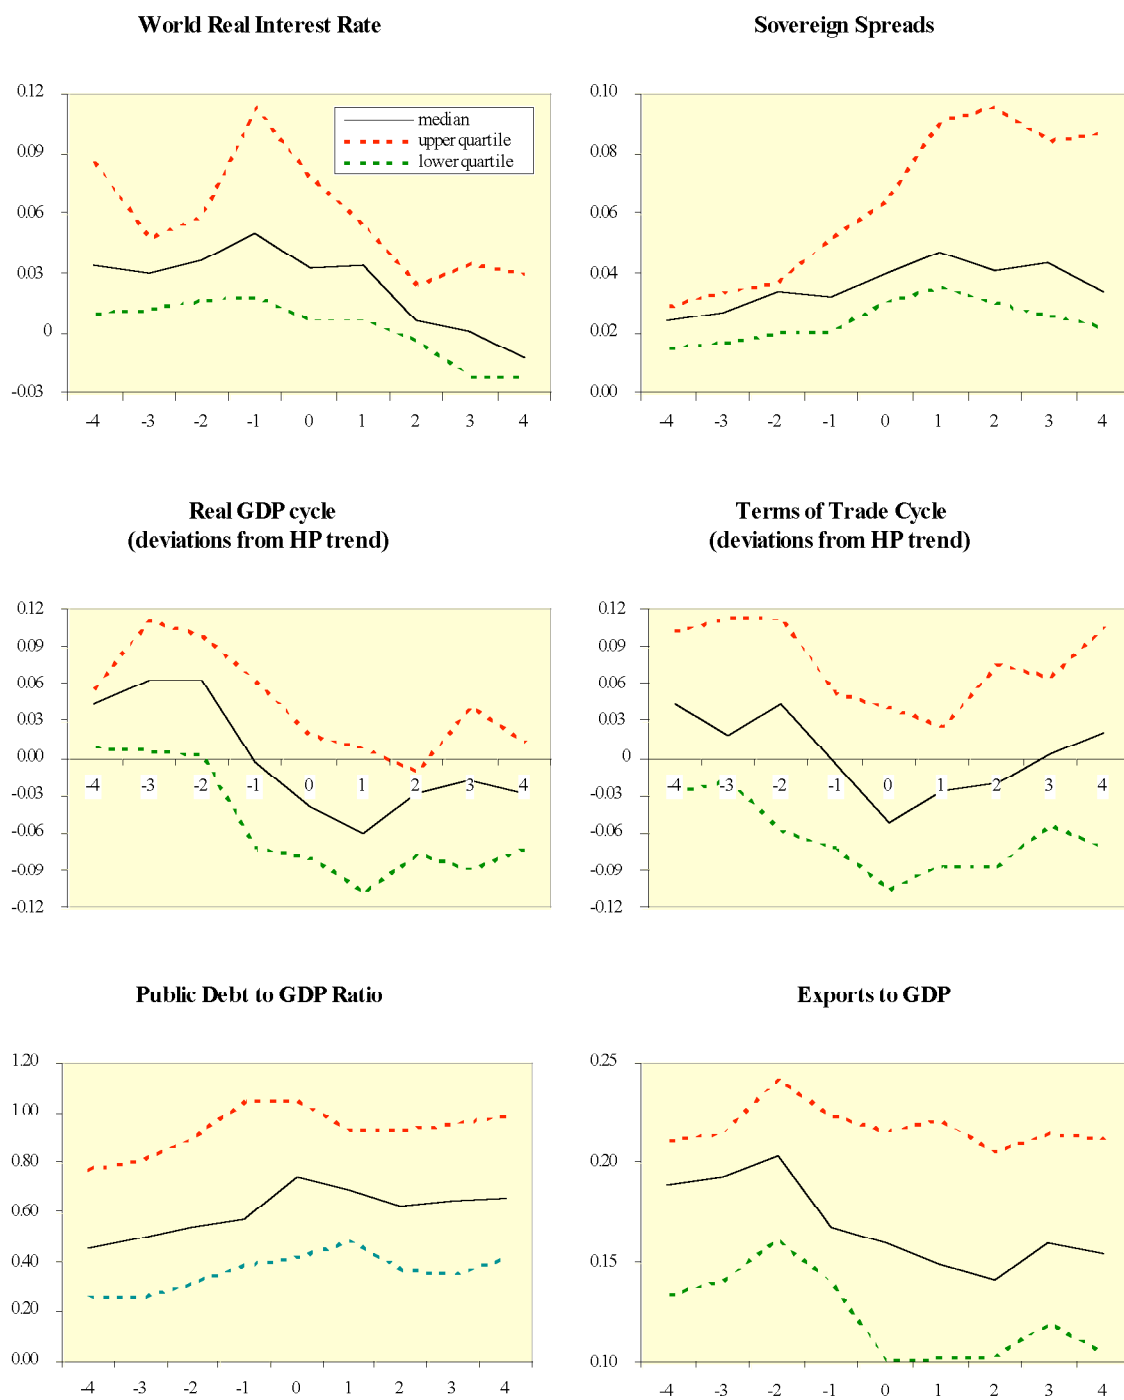 World Real Interest Rate
Sovereign Spreads
0.12
0.09
0.06
0.03
0
-0.03
median
upper quartile
lower quartile
-4 -3 -2 -1 0 1 2 3 4
0.10
0.08
0.06
0.04
0.02
0.00
-4 -3 -2 -1 0 1 2 3 4
Real GDP cycle
(deviations from HP trend)
Terms of Trade Cycle
(deviations from HP trend)
0.12
0.09
0.06
0.03
0.00
-0.03
-0.06
-0.09
-0.12
-4 -3 -2 -1 0 1 2 3 4
0.12
0.09
0.06
0.03
0
-0.03
-0.06
-0.09
-0.12
-4 -3 -2 -1 0 1 2 3 4
Public Debt to GDP Ratio
Exports to GDP
1.20
1.00
0.80
0.60
0.40
0.20
0.00
-4 -3 -2 -1 0 1 2 3 4
0.25
0.20
0.15
0.10
-4 -3 -2 -1 0 1 2 3 4